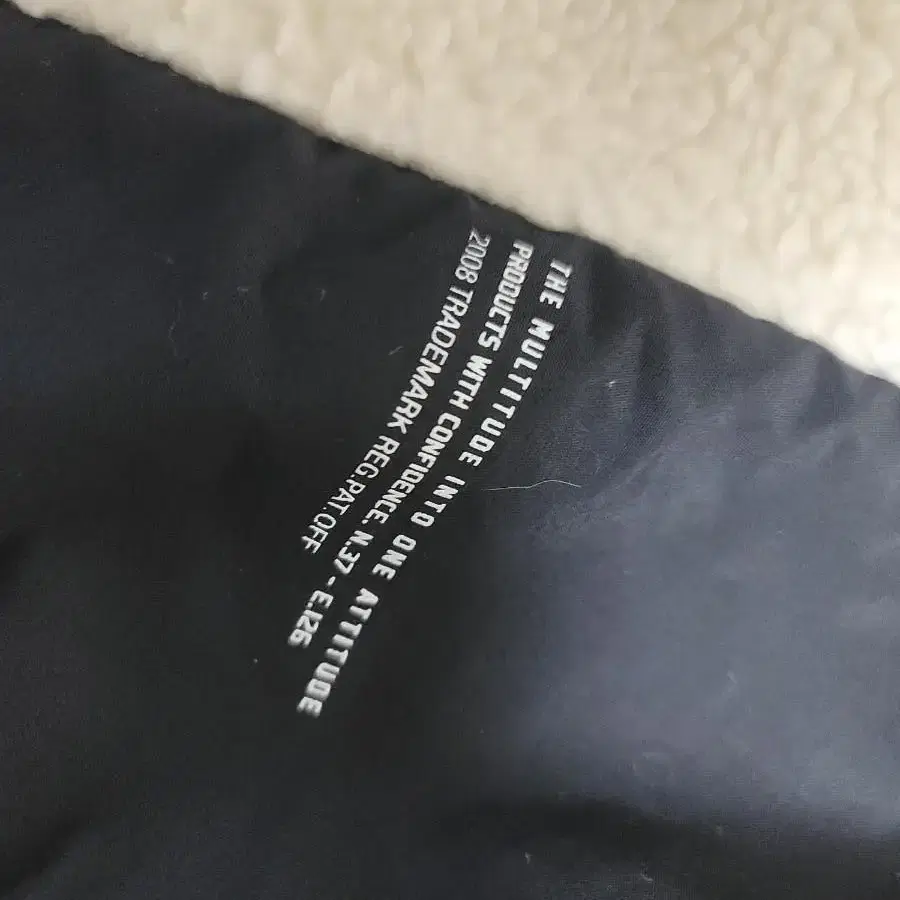 THE MULTITUDE INTO ONE ATTITUDE
PRODUCTS WITH CONFIDENCE. N.37 - E.126
2008 TRADEMARK REG.PAT.OFF